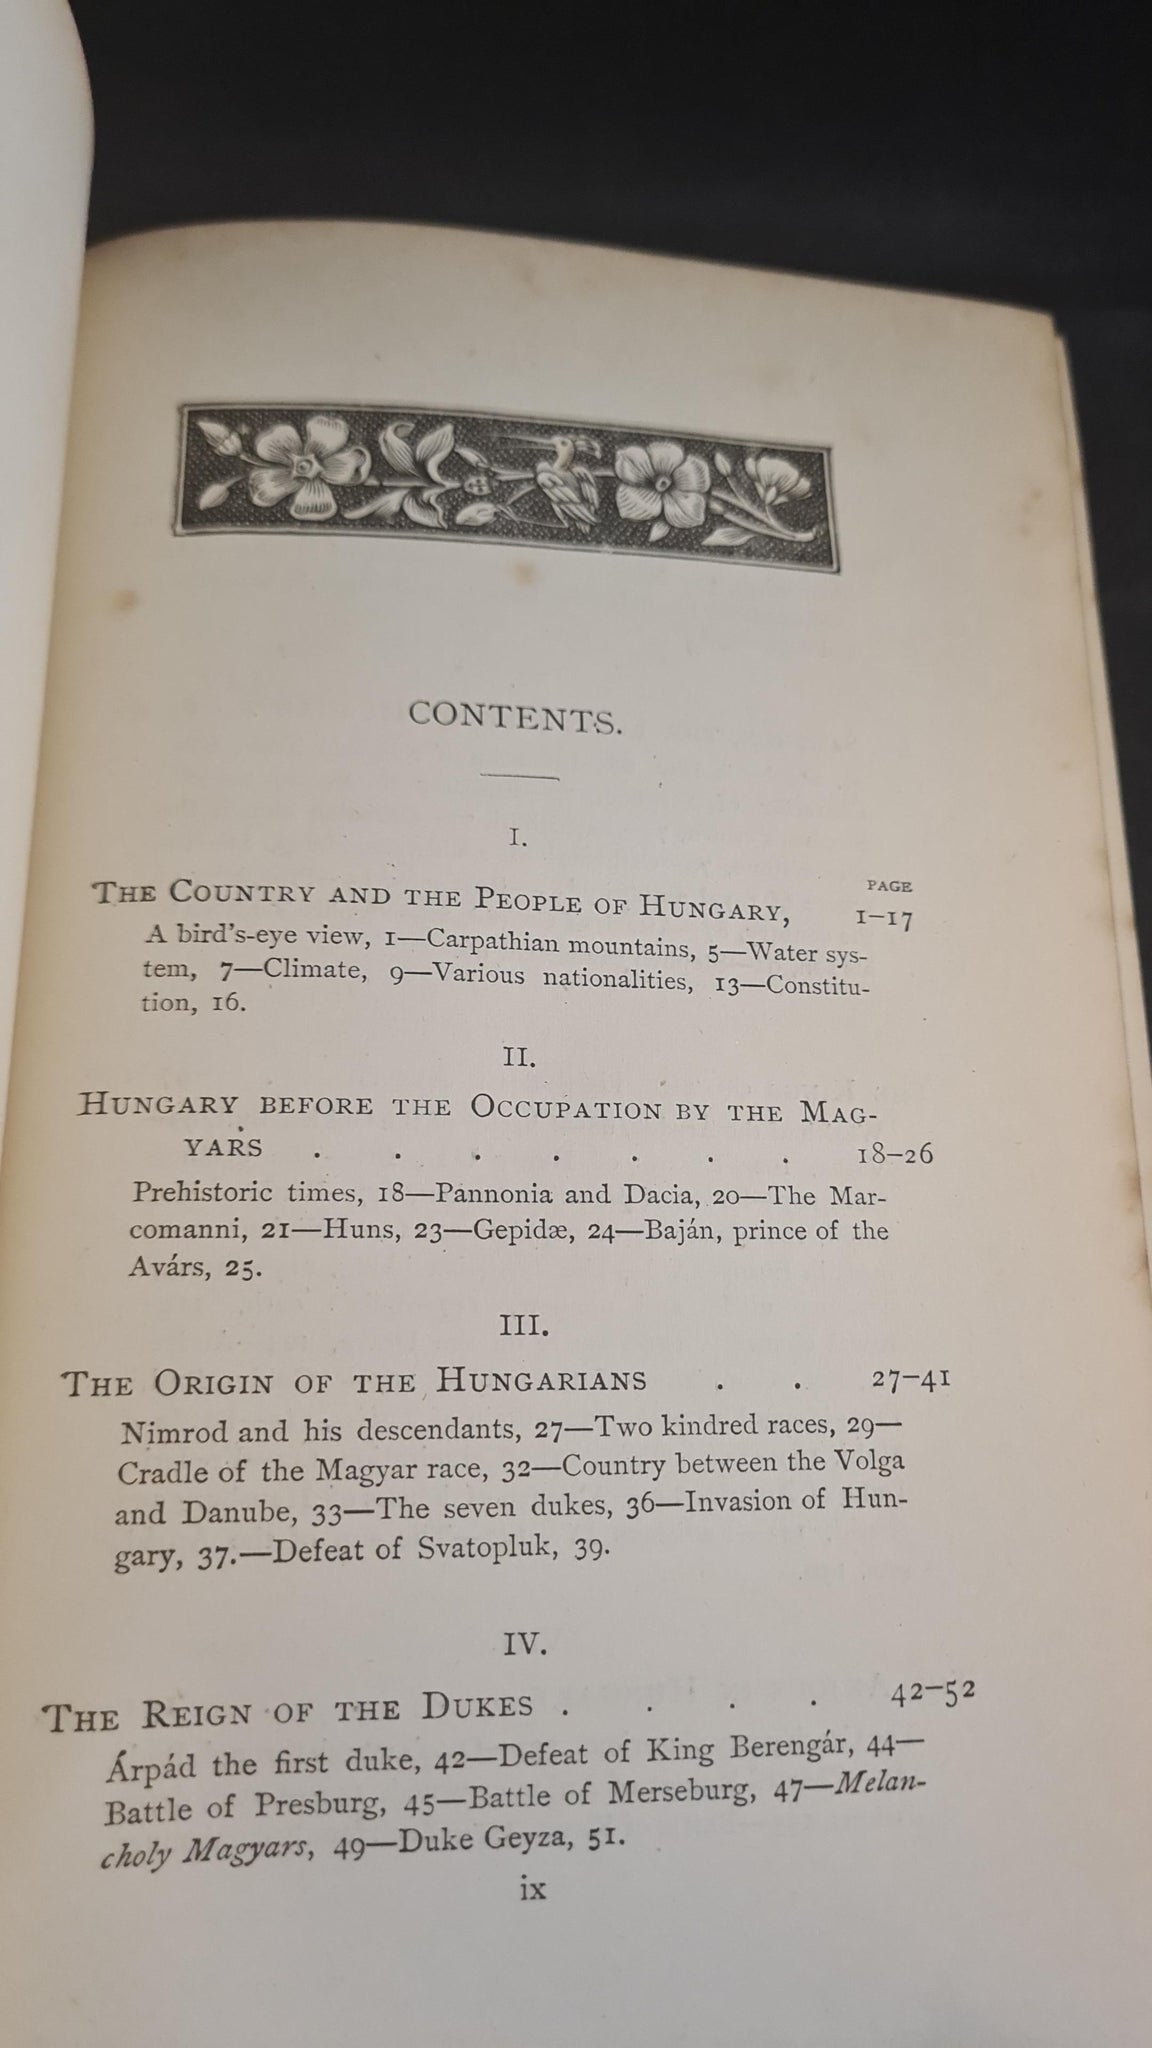 CONTENTS.
I.
PAGE
THE COUNTRY AND THE PEOPLE OF HUNGARY, 1–17
A bird's-eye view, 1—Carpathian mountains, 5—Water sys-
tem, 7—Climate, 9—Various nationalities, 13—Constitu-
tion, 16.
II.
HUNGARY BEFORE THE OCCUPATION BY THE MAG-
YARS . . . . . . . 18–26
Prehistoric times, 18—Pannonia and Dacia, 20—The Mar-
comanni, 21—Huns, 23—Gepidæ, 24—Baján, prince of the
Avárs, 25.
III.
THE ORIGIN OF THE HUNGARIANS . . 27–41
Nimrod and his descendants, 27—Two kindred races, 29—
Cradle of the Magyar race, 32—Country between the Volga
and Danube, 33—The seven dukes, 36—Invasion of Hun-
gary, 37.—Defeat of Svatopluk, 39.
IV.
THE REIGN OF THE DUKES . . . . 42–52
Árpád the first duke, 42—Defeat of King Berengár, 44—
Battle of Presburg, 45—Battle of Merseburg, 47—Melan-
choly Magyars, 49—Duke Geyza, 51.
ix